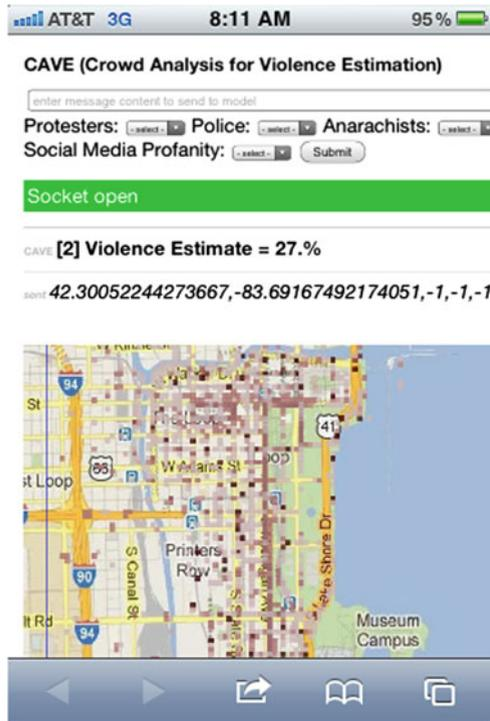 AT&T 3G 8:11 AM 95%
CAVE (Crowd Analysis for Violence Estimation)
enter message content to send to model
Protesters: - select - Police: - select - Anarachists: - select -
Social Media Profanity: - select - Submit
Socket open
CAVE [2] Violence Estimate = 27.%
sent 42.30052244273667,-83.69167492174051,-1,-1,-1
94
St
41
W Adams St
st Loop
oop
Printers
Row
S Canal St
Lake Shore Dr
90
lt Rd
94
Museum
Campus